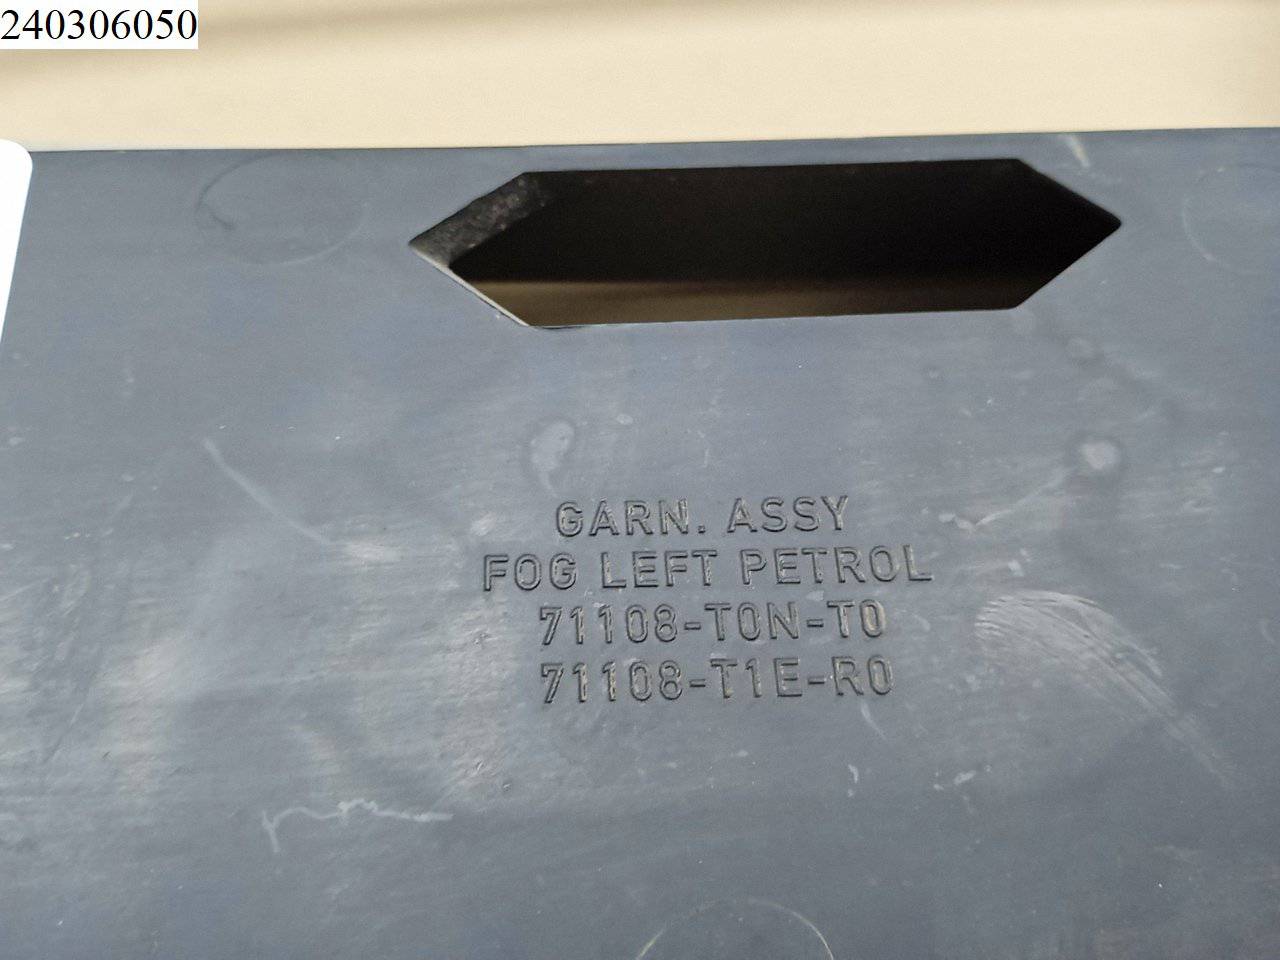 240306050
GARN. ASSY
FOG LEFT PETROL
71108-T0N-T0
71108-T1E-R0